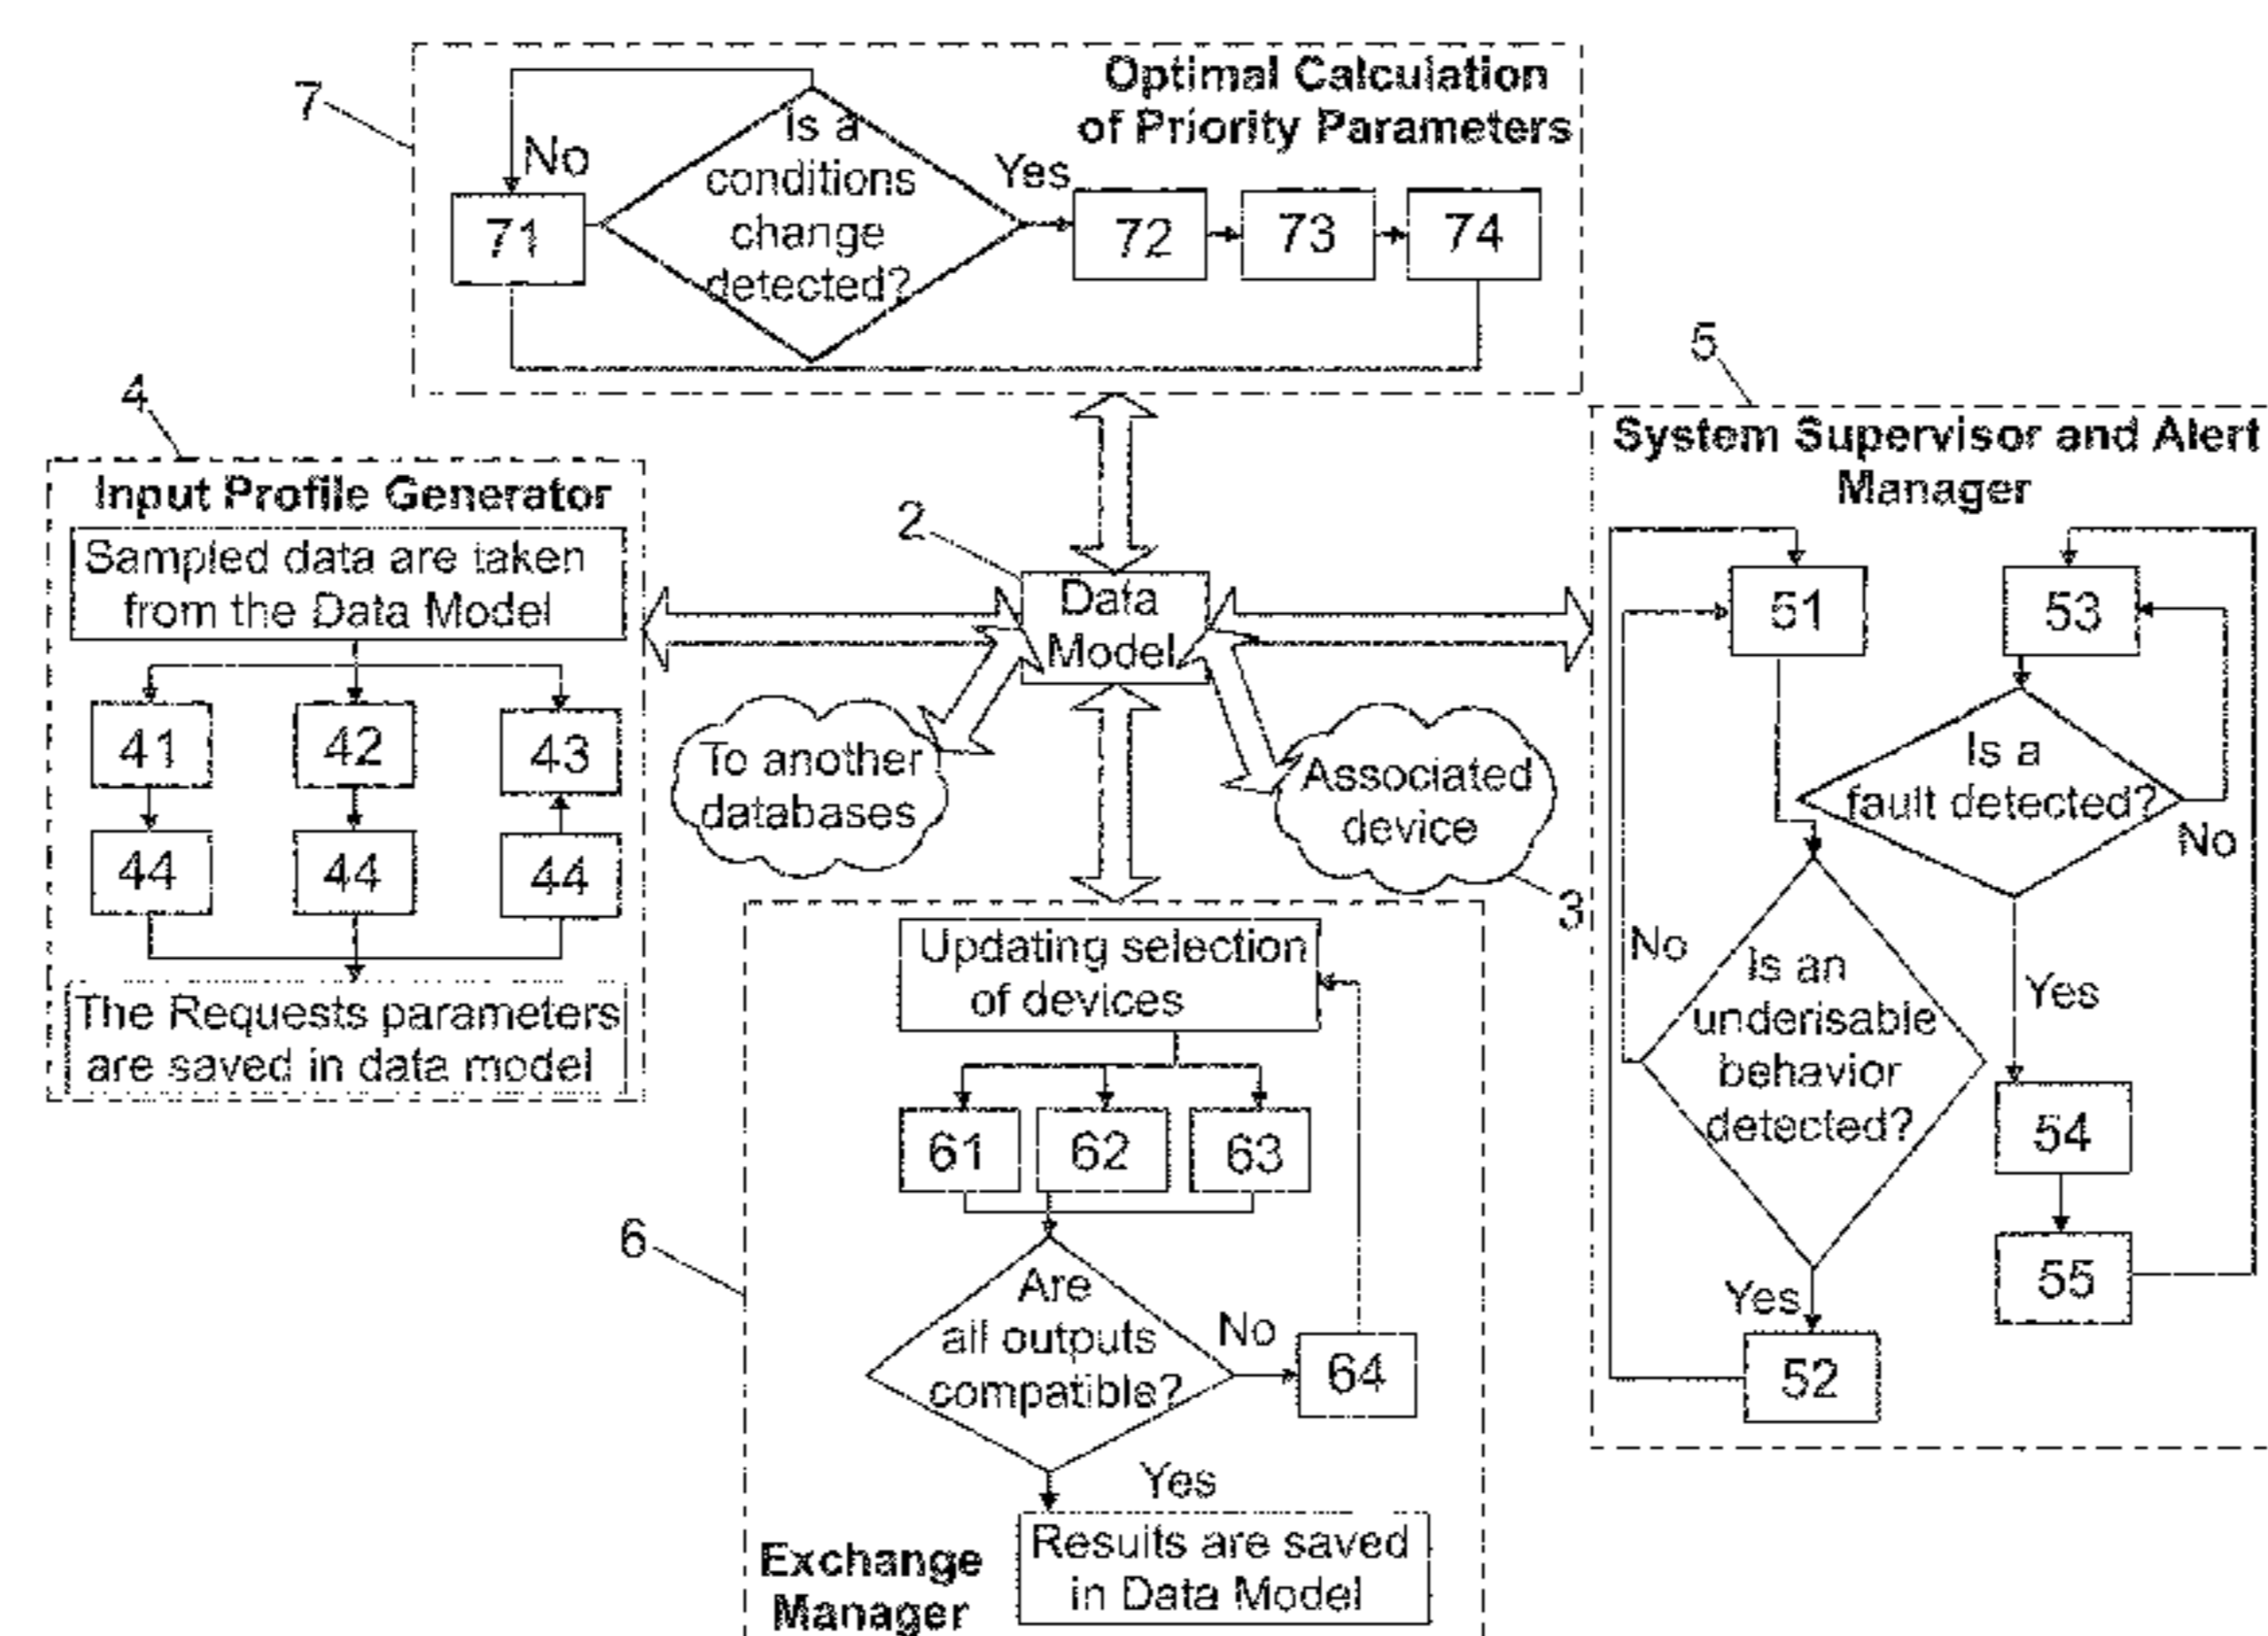 7
Optimal Calculation
of Priority Parameters
Is a
conditions
change
detected?
No
Yes
71
72
73
74
4
Input Profile Generator
Sampled data are taken
from the Data Model
41
42
43
44
44
44
The Requests parameters
are saved in data model
2
Data
Model
To another
databases
Associated
device
3
5
System Supervisor and Alert
Manager
51
53
Is a
fault detected?
No
No
Is an
underisable
behavior
detected?
Yes
54
55
Yes
52
6
Updating selection
of devices
61
62
63
Are
all outputs
compatible?
No
64
Yes
Results are saved
in Data Model
Exchange
Manager